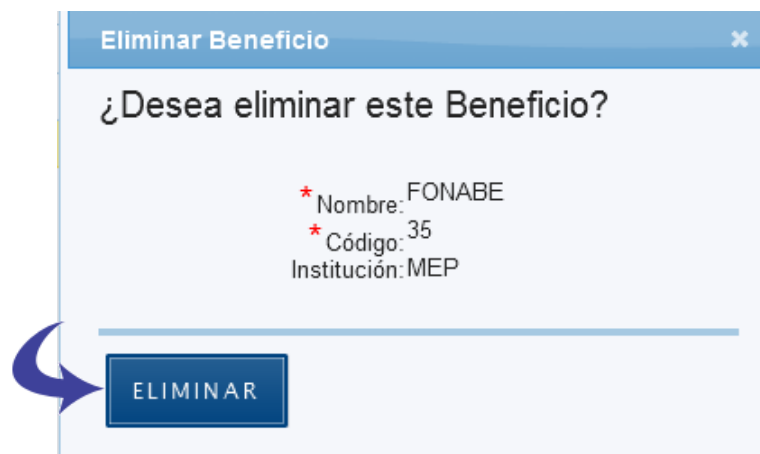 Eliminar Beneficio
¿Desea eliminar este Beneficio?
*Nombre: FONABE
*Código: 35
Institución: MEP
ELIMINAR